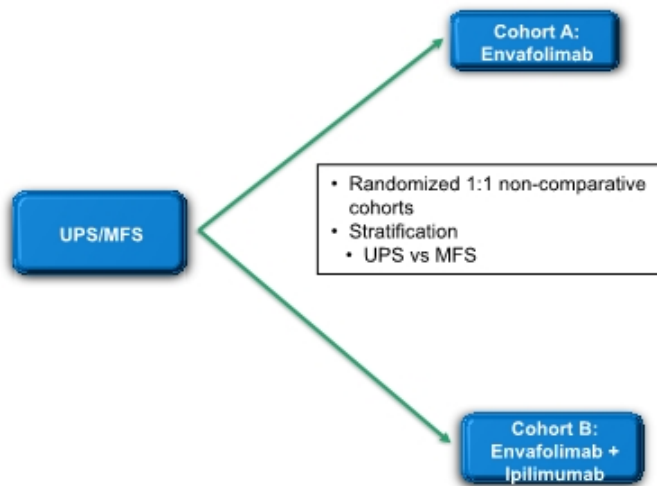 Cohort A:
Envafolimab
• Randomized 1:1 non-comparative
cohorts
• Stratification
• UPS vs MFS
UPS/MFS
Cohort B:
Envafolimab +
Ipilimumab